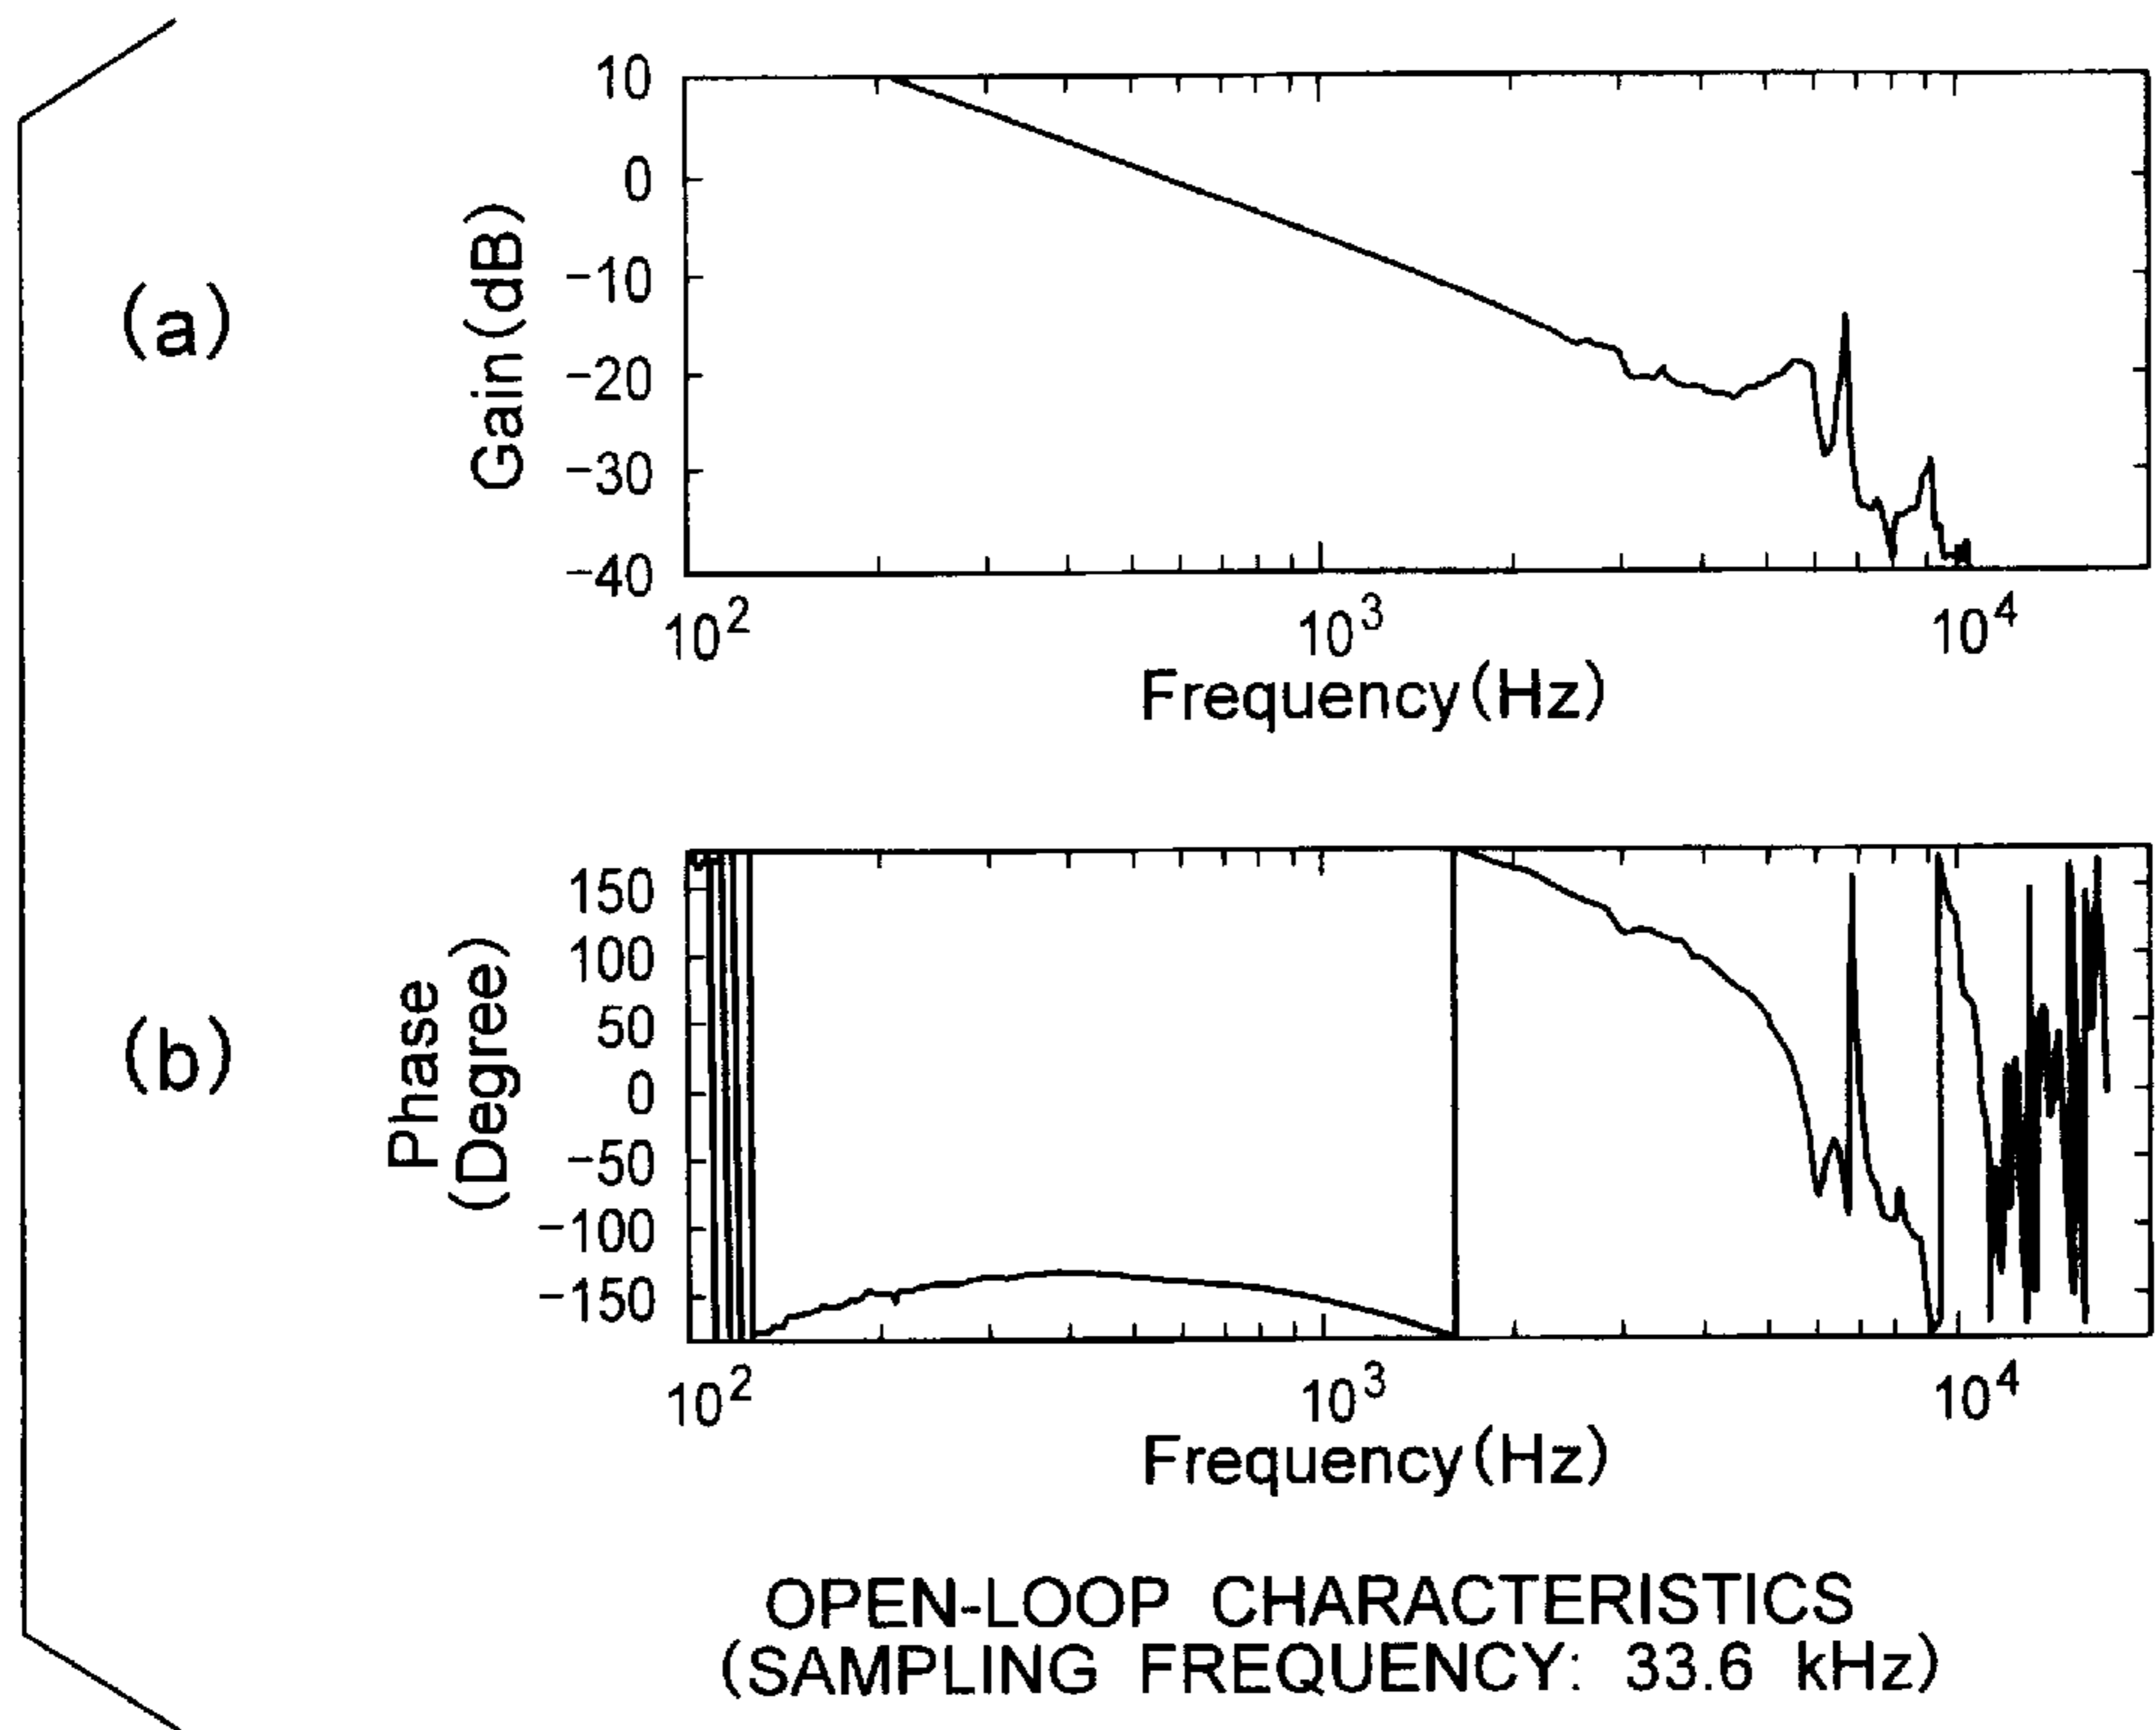 (a)
Gain(dB)
10
0
-10
-20
-30
-40
10²
10³
10⁴
Frequency(Hz)
(b)
Phase
(Degree)
150
100
50
0
-50
-100
-150
10²
10³
10⁴
Frequency(Hz)
OPEN-LOOP CHARACTERISTICS
(SAMPLING FREQUENCY: 33.6 kHz)